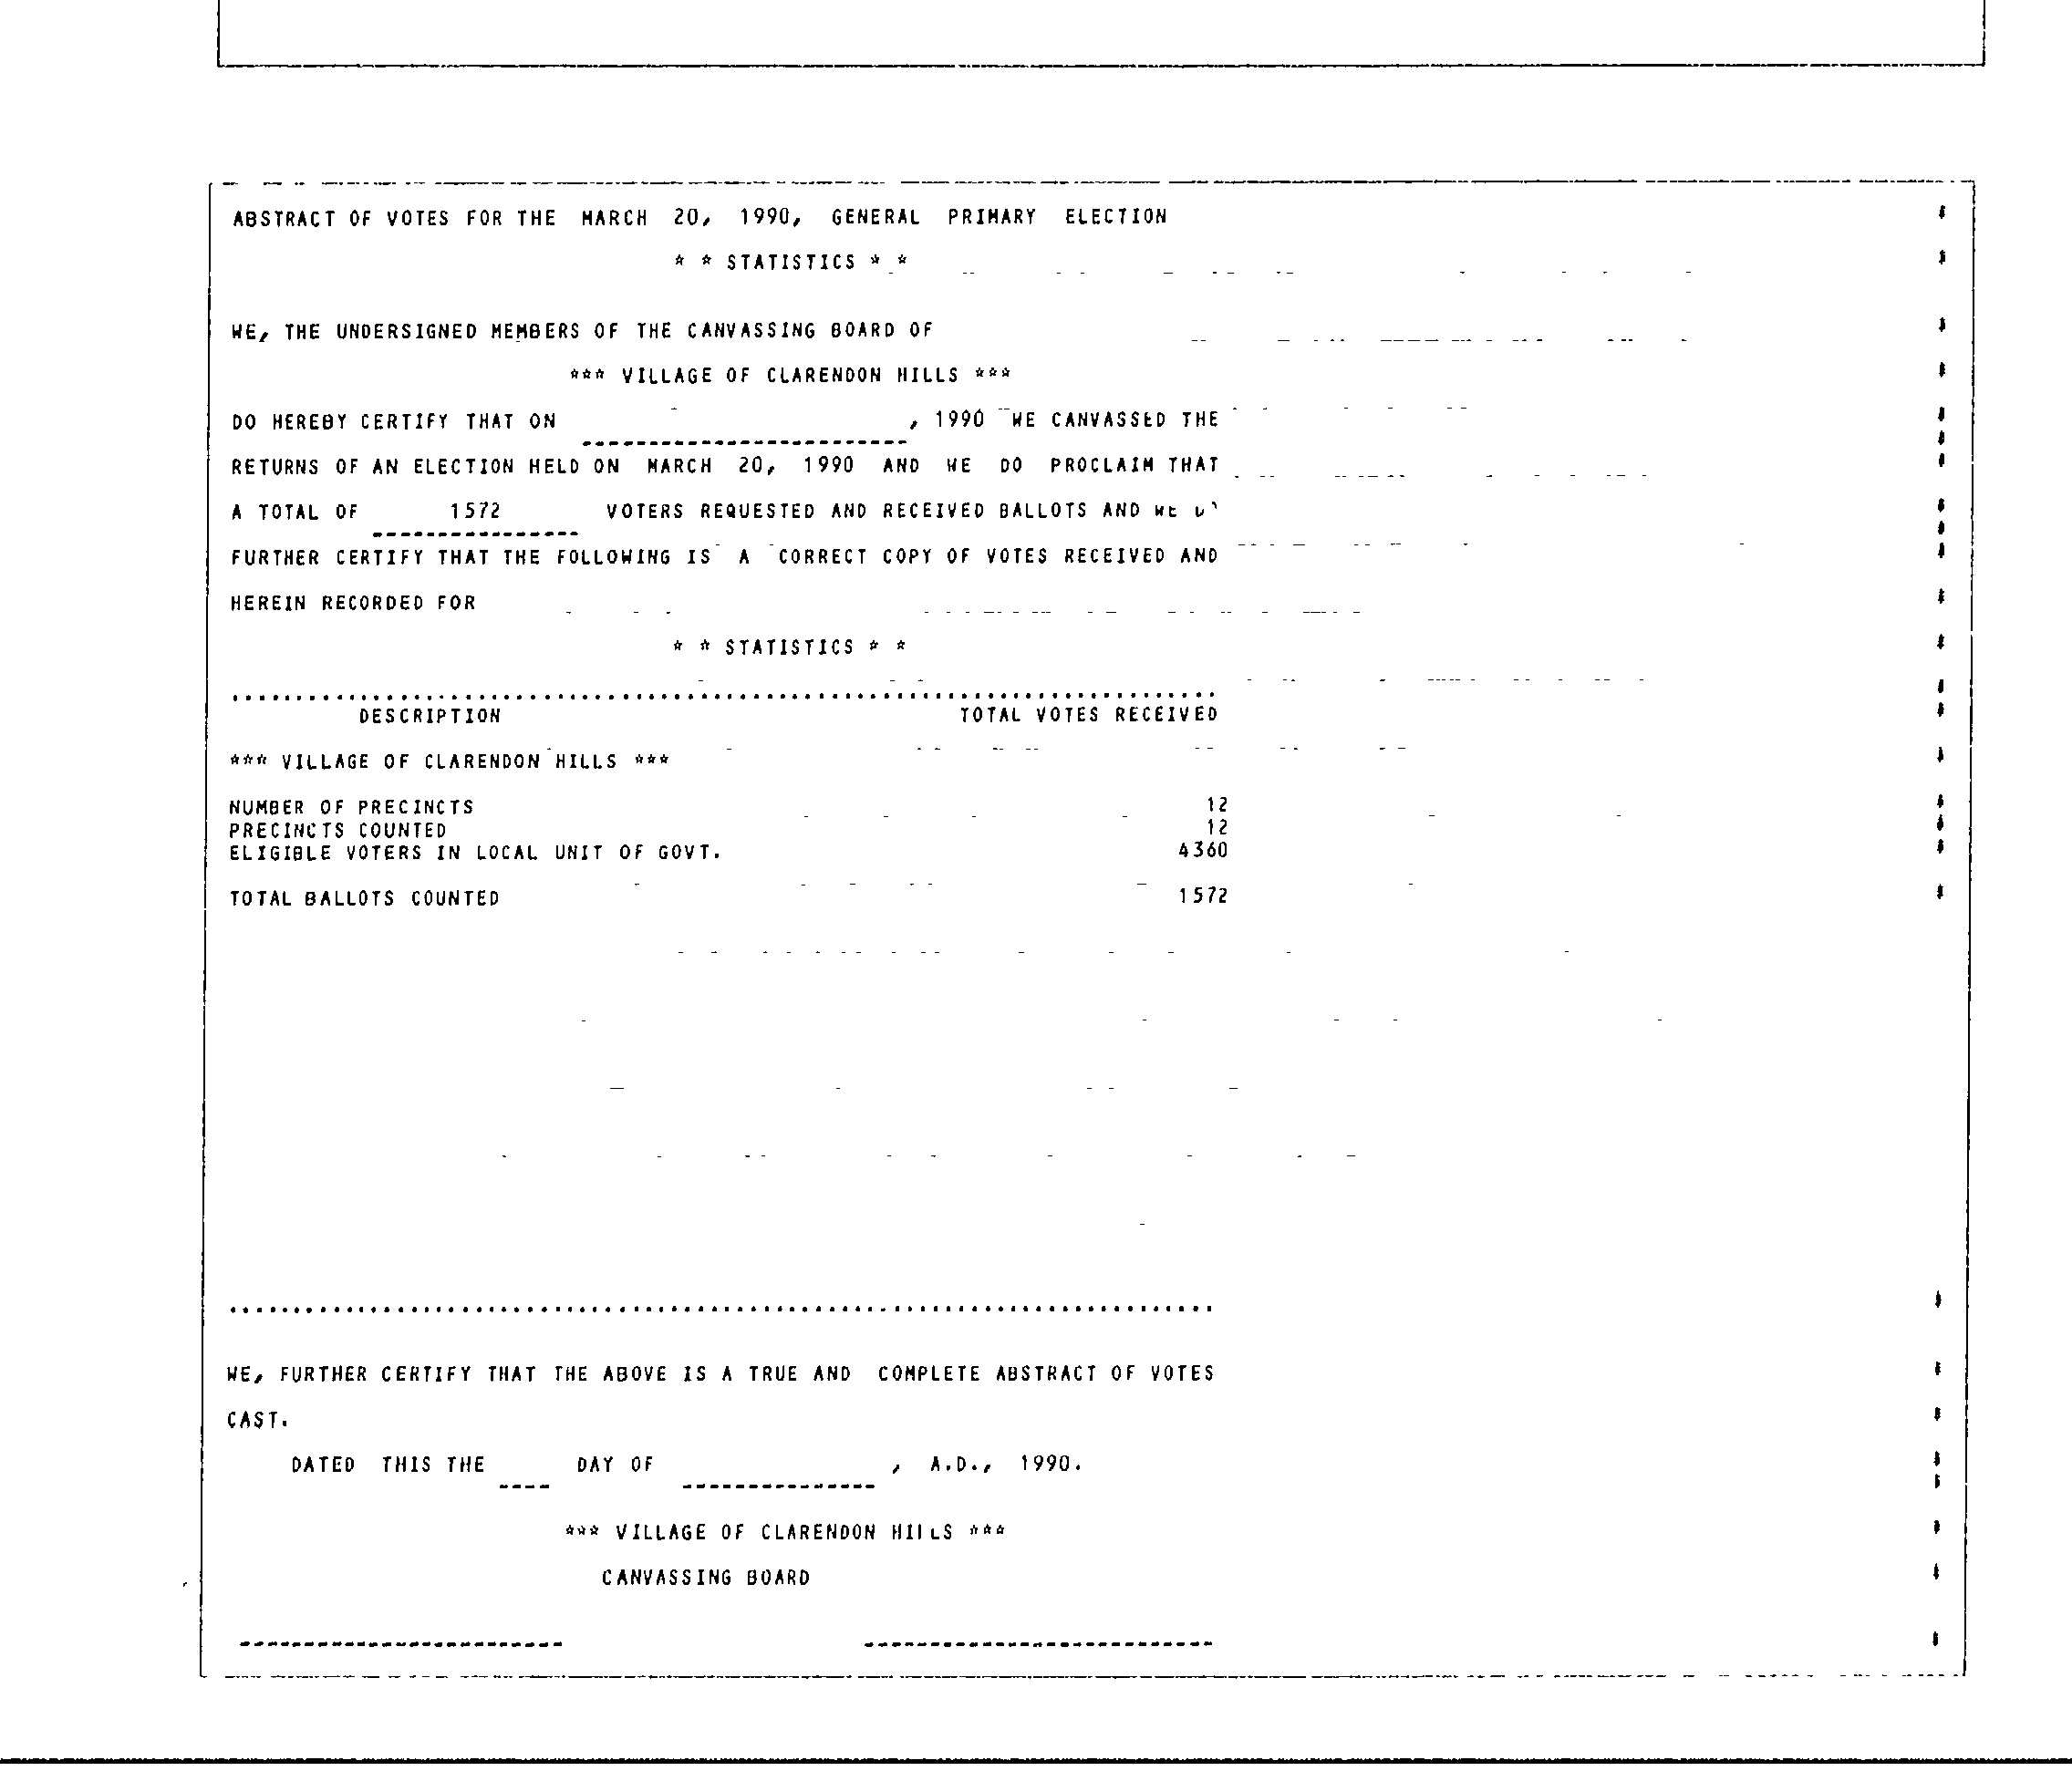 ABSTRACT OF VOTES FOR THE MARCH 20, 1990, GENERAL PRIMARY ELECTION
* * STATISTICS * *
WE, THE UNDERSIGNED MEMBERS OF THE CANVASSING BOARD OF
*** VILLAGE OF CLARENDON HILLS ***
DO HEREBY CERTIFY THAT ON , 1990 WE CANVASSED THE
RETURNS OF AN ELECTION HELD ON MARCH 20, 1990 AND WE DO PROCLAIM THAT
A TOTAL OF 1572 VOTERS REQUESTED AND RECEIVED BALLOTS AND WE
FURTHER CERTIFY THAT THE FOLLOWING IS A CORRECT COPY OF VOTES RECEIVED AND
HEREIN RECORDED FOR
* * STATISTICS * *
DESCRIPTION TOTAL VOTES RECEIVED
*** VILLAGE OF CLARENDON HILLS ***
NUMBER OF PRECINCTS 12
PRECINCTS COUNTED 12
ELIGIBLE VOTERS IN LOCAL UNIT OF GOVT. 4360
TOTAL BALLOTS COUNTED 1572
WE, FURTHER CERTIFY THAT THE ABOVE IS A TRUE AND COMPLETE ABSTRACT OF VOTES
CAST.
DATED THIS THE ____ DAY OF , A.D., 1990.
*** VILLAGE OF CLARENDON HILLS ***
CANVASSING BOARD